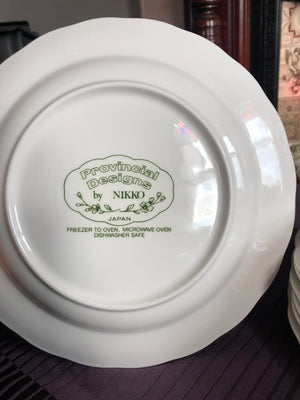 Provincial
Designs
by NIKKO
JAPAN
FREEZER TO OVEN, MICROWAVE OVEN
DISHWASHER SAFE